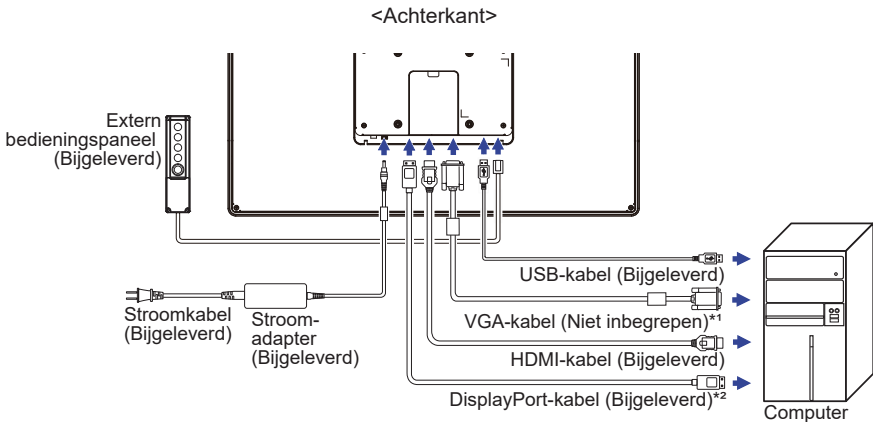 <Achterkant>
Extern
bedieningspaneel
(Bijgeleverd)
USB-kabel (Bijgeleverd)
Stroomkabel
(Bijgeleverd)
Stroom-
adapter
(Bijgeleverd)
VGA-kabel (Niet inbegrepen)*1
HDMI-kabel (Bijgeleverd)
DisplayPort-kabel (Bijgeleverd)*2
Computer